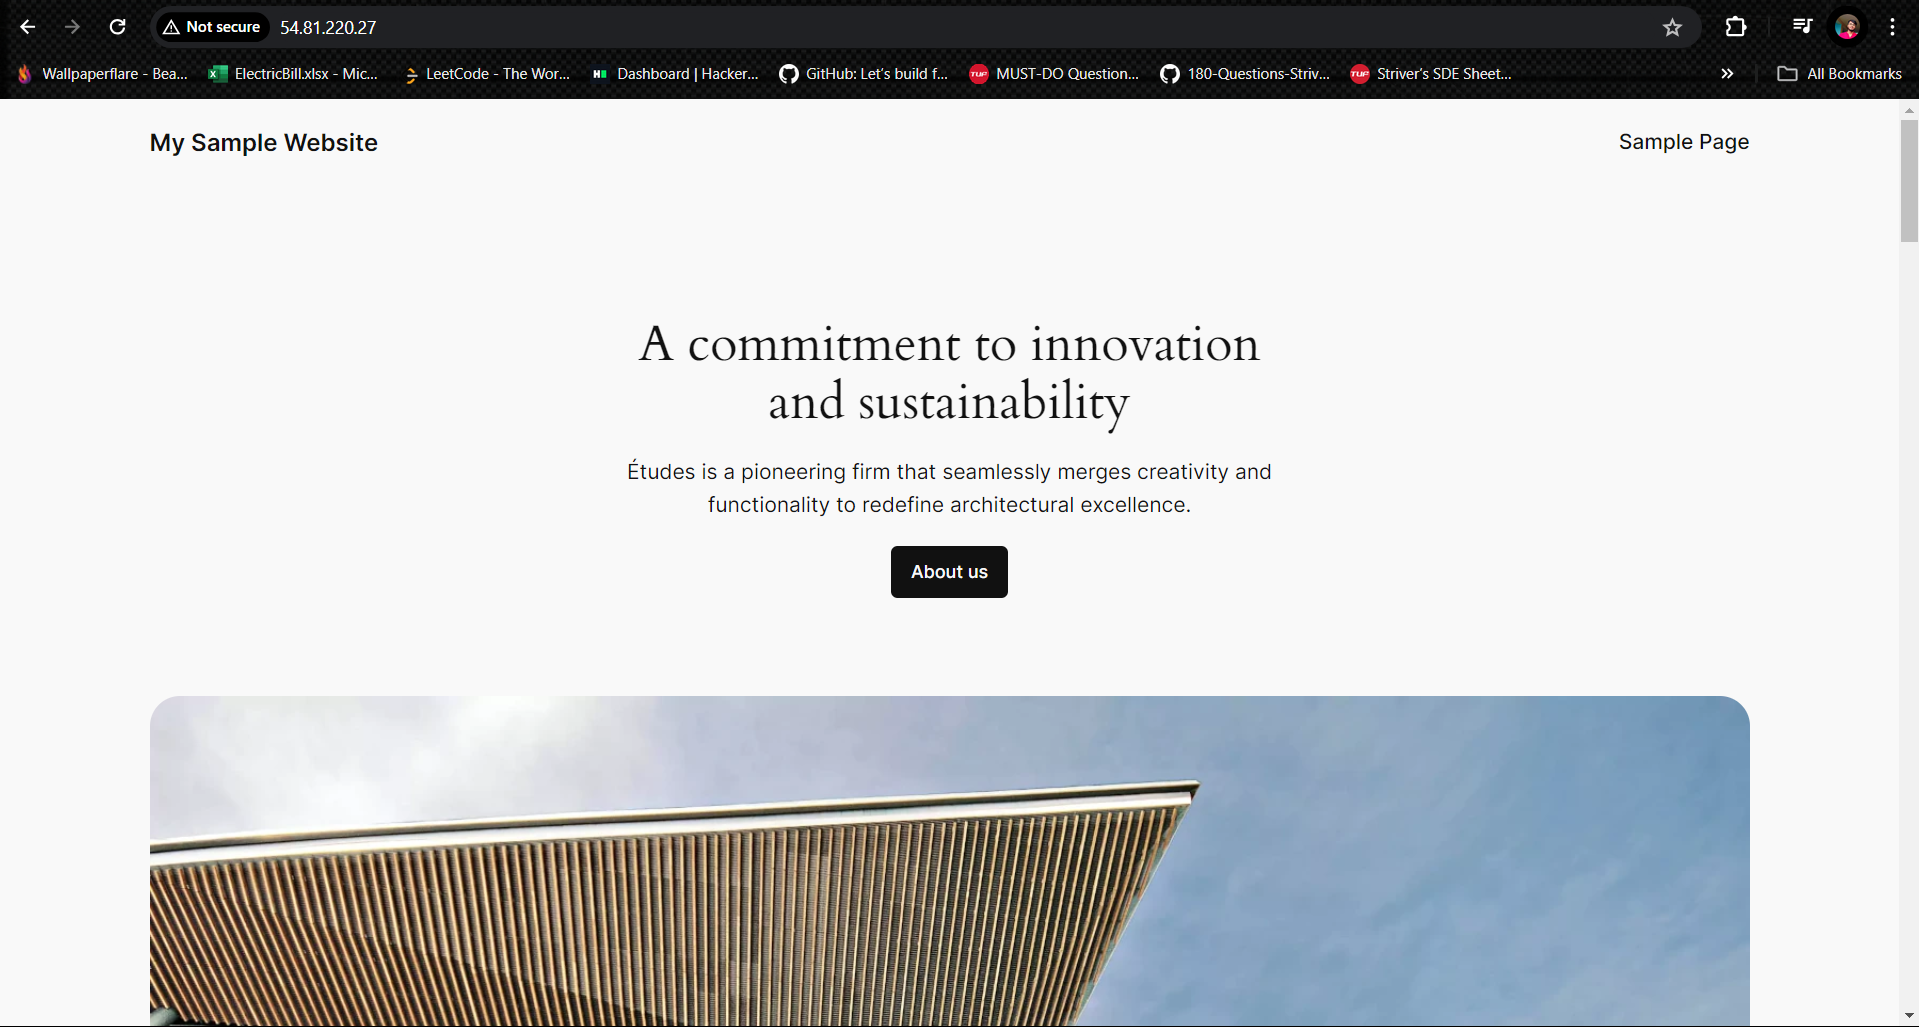 Not secure 54.81.220.27
Wallpaperflare - Bea... ElectricBill.xlsx - Mic... LeetCode - The Wor... Dashboard | Hacker... GitHub: Let's build f... TUF MUST-DO Question... 180-Questions-Striv... TUF Striver's SDE Sheet... All Bookmarks
My Sample Website Sample Page
A commitment to innovation
and sustainability
Études is a pioneering firm that seamlessly merges creativity and
functionality to redefine architectural excellence.
About us